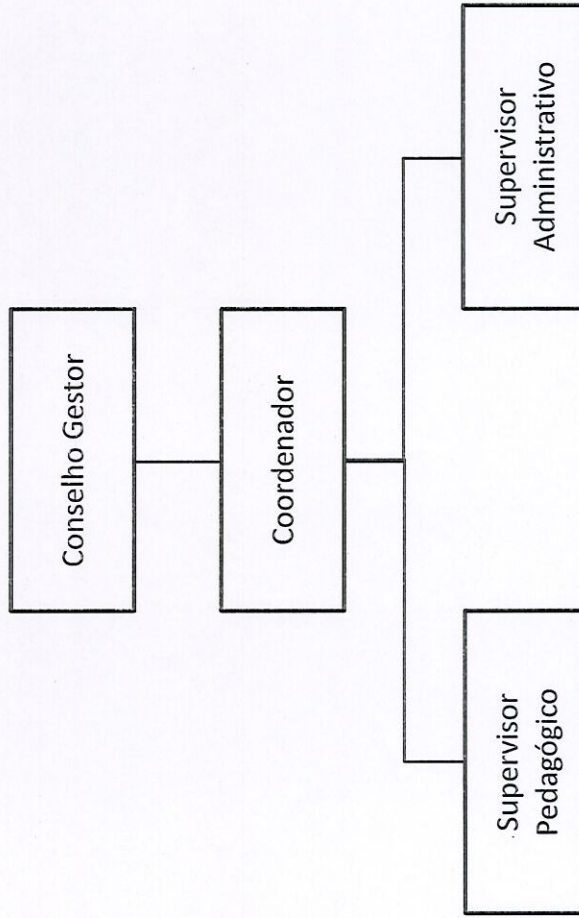 Conselho Gestor
Coordenador
Supervisor
Pedagógico
Supervisor
Administrativo